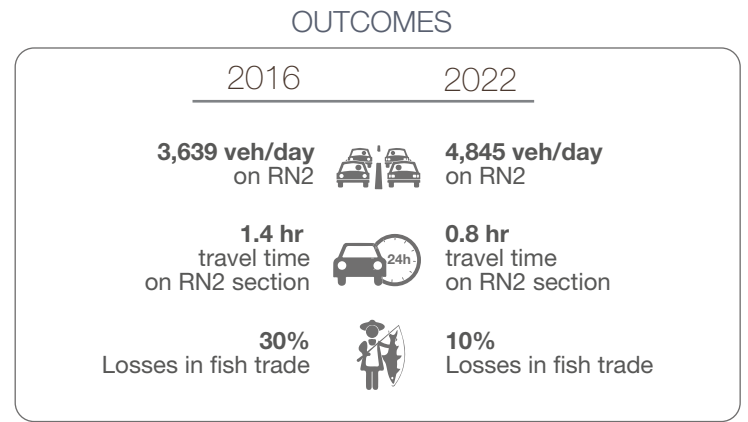 OUTCOMES
2016
2022
3,639 veh/day
on RN2
4,845 veh/day
on RN2
1.4 hr
travel time
on RN2 section
24h
0.8 hr
travel time
on RN2 section
30%
Losses in fish trade
10%
Losses in fish trade